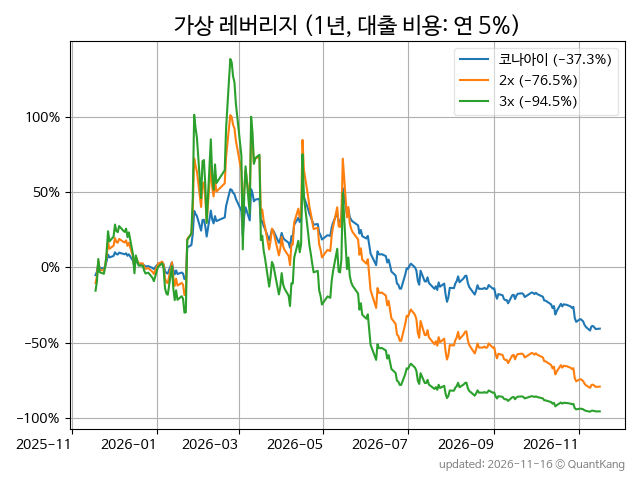 가상 레버리지 (1년, 대출 비용: 연 5%)
코나아이 (-37.3%)
2x (-76.5%)
3x (-94.5%)
100%
50%
0%
−50%
−100%
2025-11
2026-01
2026-03
2026-05
2026-07
2026-09
2026-11
updated: 2026-11-16 © QuantKang